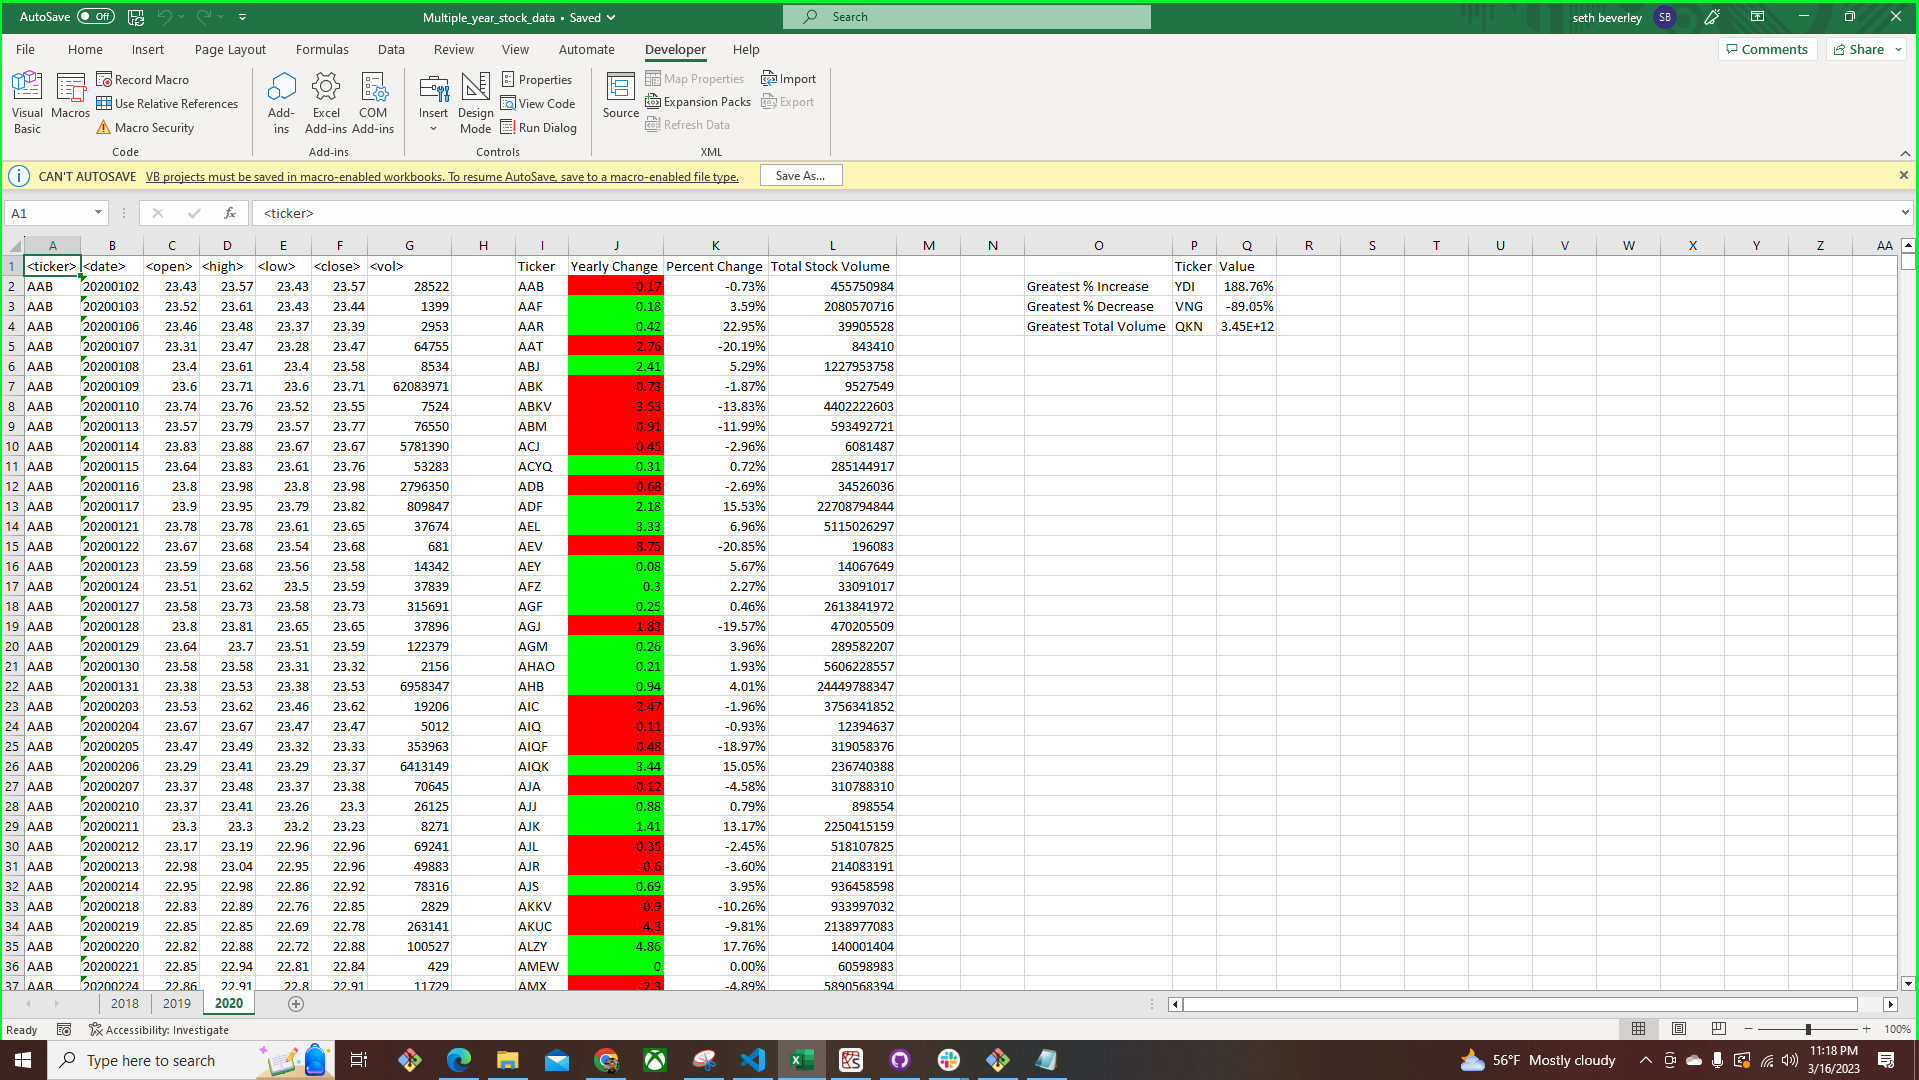 AutoSave Off Multiple_year_stock_data • Saved Search seth beverley SB
File Home Insert Page Layout Formulas Data Review View Automate Developer Help Comments Share
Visual Basic Macros Record Macro Use Relative References Macro Security Code
Add-ins Excel Add-ins COM Add-ins Add-ins
Insert Design Mode Properties View Code Run Dialog Controls
Source Map Properties Expansion Packs Refresh Data Import Export XML
CAN'T AUTOSAVE VB projects must be saved in macro-enabled workbooks. To resume AutoSave, save to a macro-enabled file type. Save As...
A1 fx <ticker>
A B C D E F G H I J K L M N O P Q R S T U V W X Y Z AA
1 <ticker> <date> <open> <high> <low> <close> <vol> Ticker Yearly Change Percent Change Total Stock Volume Ticker Value
2 AAB 20200102 23.43 23.57 23.43 23.57 28522 AAB -0.17 -0.73% 455750984 Greatest % Increase YDI 188.76%
3 AAB 20200103 23.52 23.61 23.43 23.44 1399 AAF 0.18 3.59% 2080570716 Greatest % Decrease VNG -89.05%
4 AAB 20200106 23.46 23.48 23.37 23.39 2953 AAR 0.42 22.95% 39905528 Greatest Total Volume QKN 3.45E+12
5 AAB 20200107 23.31 23.47 23.28 23.47 64755 AAT -2.76 -20.19% 843410
6 AAB 20200108 23.4 23.61 23.4 23.58 8534 ABJ 2.41 5.29% 1227953758
7 AAB 20200109 23.6 23.71 23.6 23.71 62083971 ABK -0.73 -1.87% 9527549
8 AAB 20200110 23.74 23.76 23.52 23.55 7524 ABKV -3.53 -13.83% 4402222603
9 AAB 20200113 23.57 23.79 23.57 23.77 76550 ABM -0.91 -11.99% 593492721
10 AAB 20200114 23.83 23.88 23.67 23.67 5781390 ACJ -0.45 -2.96% 6081487
11 AAB 20200115 23.64 23.83 23.61 23.76 53283 ACYQ 0.31 0.72% 285144917
12 AAB 20200116 23.8 23.98 23.8 23.98 2796350 ADB -0.68 -2.69% 34526036
13 AAB 20200117 23.9 23.95 23.79 23.82 809847 ADF 2.18 15.53% 22708794844
14 AAB 20200121 23.78 23.78 23.61 23.65 37674 AEL 3.33 6.96% 5115026297
15 AAB 20200122 23.67 23.68 23.54 23.68 681 AEV -8.75 -20.85% 196083
16 AAB 20200123 23.59 23.68 23.56 23.58 14342 AEY 0.08 5.67% 14067649
17 AAB 20200124 23.51 23.62 23.5 23.59 37839 AFZ 0.3 2.27% 33091017
18 AAB 20200127 23.58 23.73 23.58 23.73 315691 AGF 0.25 0.46% 2613841972
19 AAB 20200128 23.8 23.81 23.65 23.65 37896 AGJ -1.83 -19.57% 470205509
20 AAB 20200129 23.64 23.7 23.51 23.59 122379 AGM 0.26 3.96% 289582207
21 AAB 20200130 23.58 23.58 23.31 23.32 2156 AHAO 0.21 1.93% 5606228557
22 AAB 20200131 23.38 23.53 23.38 23.53 6958347 AHB 0.94 4.01% 24449788347
23 AAB 20200203 23.53 23.62 23.46 23.62 19206 AIC -2.47 -1.96% 3756341852
24 AAB 20200204 23.67 23.67 23.47 23.47 5012 AIQ -0.11 -0.93% 12394637
25 AAB 20200205 23.47 23.49 23.32 23.33 353963 AIQF -0.48 -18.97% 319058376
26 AAB 20200206 23.29 23.41 23.29 23.37 6413149 AIQK 3.44 15.05% 236740388
27 AAB 20200207 23.37 23.48 23.37 23.38 70645 AJA -0.12 -4.58% 310788310
28 AAB 20200210 23.37 23.41 23.26 23.3 26125 AJJ 0.88 0.79% 898554
29 AAB 20200211 23.3 23.3 23.2 23.23 8271 AJK 1.41 13.17% 2250415159
30 AAB 20200212 23.17 23.19 22.96 22.96 69241 AJL -0.35 -2.45% 518107825
31 AAB 20200213 22.98 23.04 22.95 22.96 49883 AJR -0.6 -3.60% 214083191
32 AAB 20200214 22.95 22.98 22.86 22.92 78316 AJS 0.69 3.95% 936458598
33 AAB 20200218 22.83 22.89 22.76 22.85 2829 AKKV -0.9 -10.26% 933997032
34 AAB 20200219 22.85 22.85 22.69 22.78 263141 AKUC -4.3 -9.81% 2138977083
35 AAB 20200220 22.82 22.88 22.72 22.88 100527 ALZY 4.86 17.76% 140001404
36 AAB 20200221 22.85 22.94 22.81 22.84 429 AMEW 0 0.00% 60598983
37 AAB 20200224 22.86 22.91 22.8 22.91 11729 AMX -2.3 -4.89% 5890568394
2018 2019 2020
Ready Accessibility: Investigate 100%
Type here to search 56°F Mostly cloudy 11:18 PM
3/16/2023